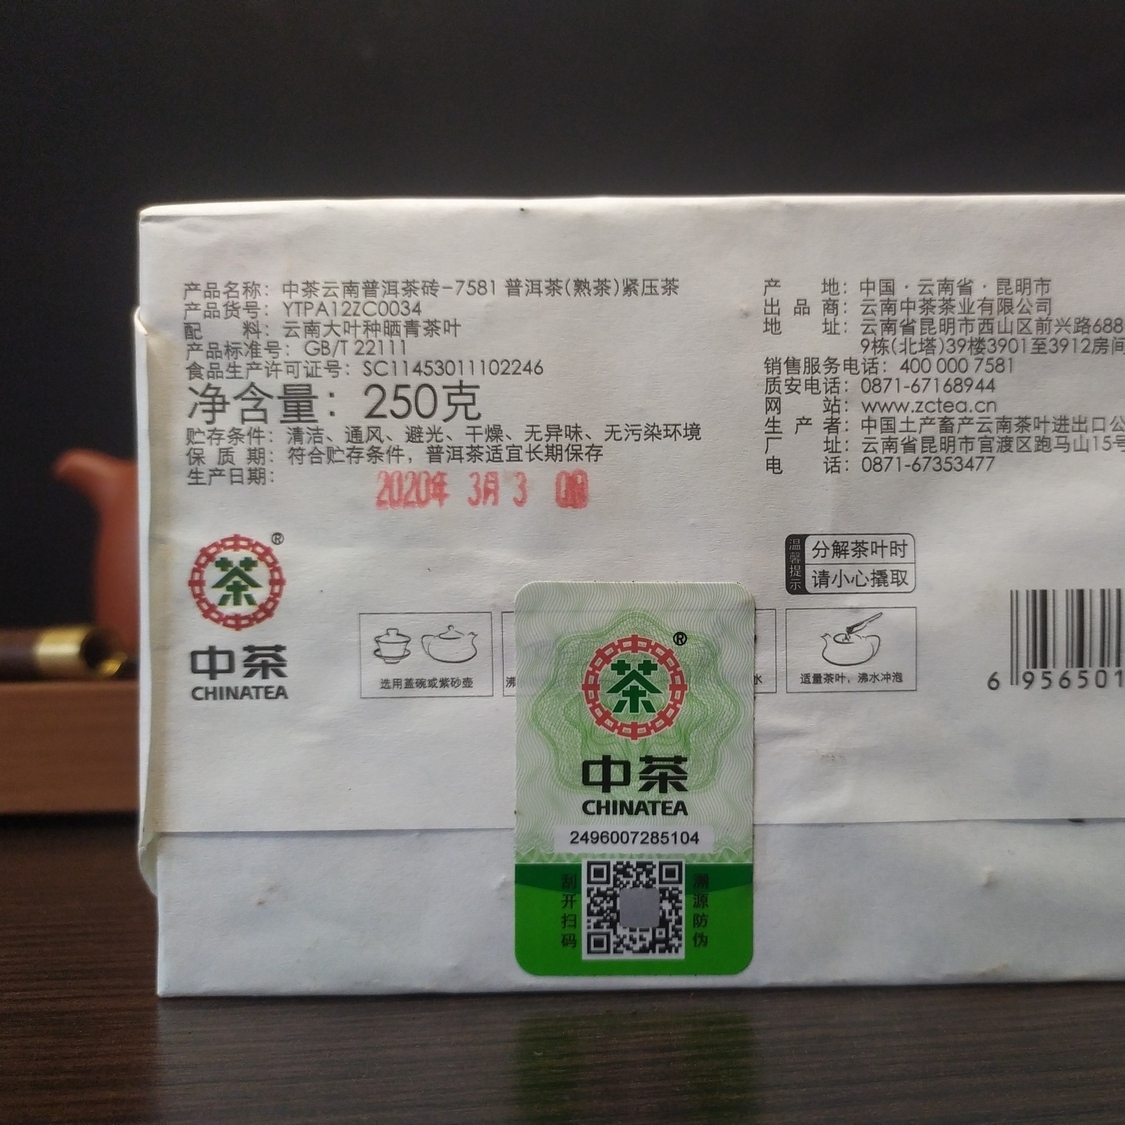 产品名称：中茶云南普洱茶砖-7581 普洱茶(熟茶)紧压茶
产品货号：YTPA12ZC0034
配　　料：云南大叶种晒青茶叶
产品标准号：GB/T 22111
食品生产许可证号：SC11453011102246
净含量：250克
贮存条件：清洁、通风、避光、干燥、无异味、无污染环境
保 质 期：符合贮存条件，普洱茶适宜长期保存
生产日期：
2020年 3月 3
产　　地：中国·云南省·昆明市
出 品 商：云南中茶茶业有限公司
地　　址：云南省昆明市西山区前兴路688
9栋(北塔)39楼3901至3912房间
销售服务电话：400 000 7581
质安电话：0871-67168944
网　　站：www.zctea.cn
生 产 者：中国土产畜产云南茶叶进出口公
厂　　址：云南省昆明市官渡区跑马山15号
电　　话：0871-67353477
茶®
中茶
CHINATEA
温馨提示
分解茶叶时
请小心撬取
选用盖碗或紫砂壶
沸
水
适量茶叶，沸水冲泡
6 956501
茶®
中茶
CHINATEA
2496007285104
刮开扫码
溯源防伪